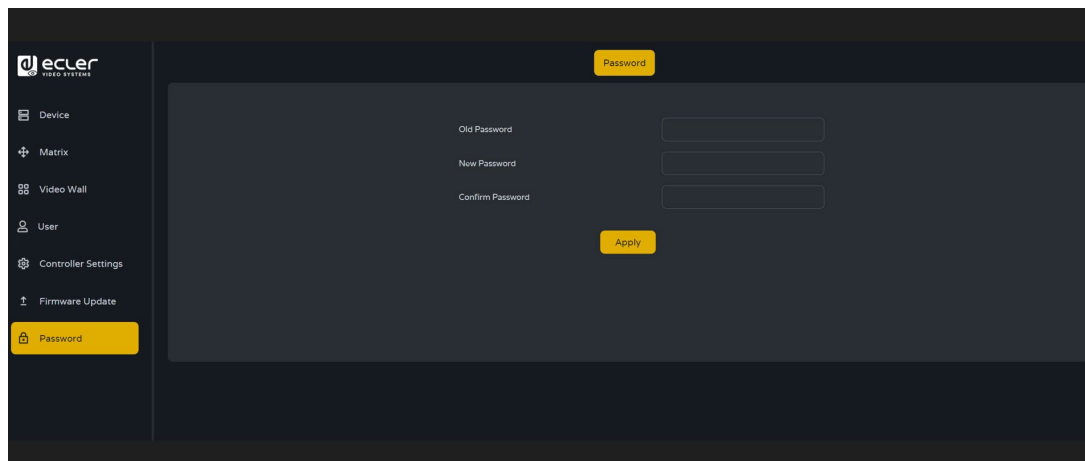 ecler
VIDEO SYSTEMS
Device
Matrix
Video Wall
User
Controller Settings
Firmware Update
Password
Password
Old Password
New Password
Confirm Password
Apply